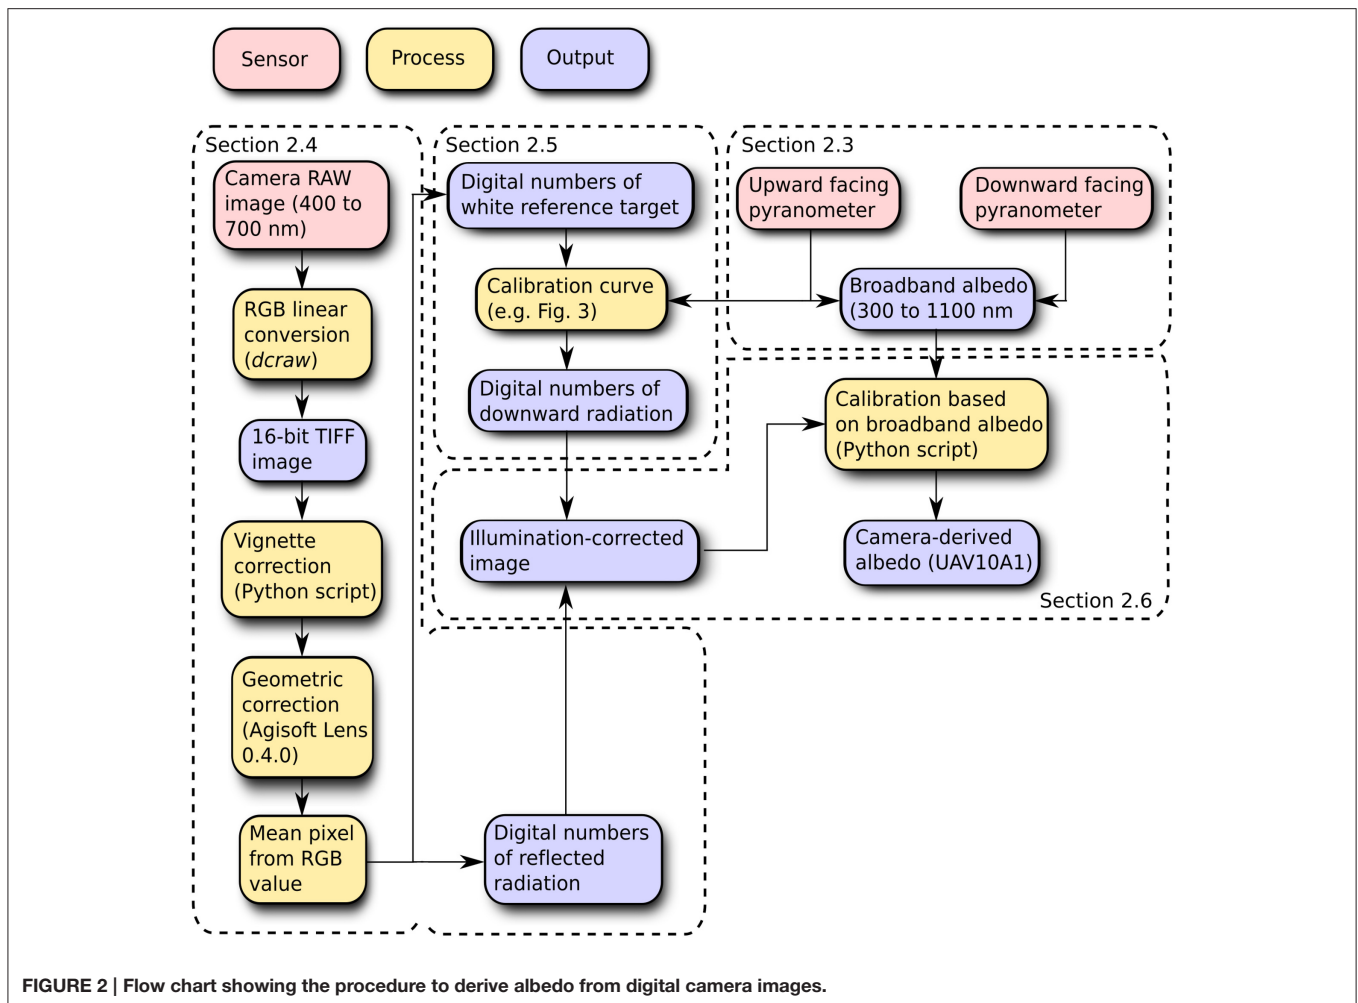 Sensor
Process
Output
Section 2.4
Camera RAW
image (400 to
700 nm)
RGB linear
conversion
(dcraw)
16-bit TIFF
image
Vignette
correction
(Python script)
Geometric
correction
(Agisoft Lens
0.4.0)
Mean pixel
from RGB
value
Section 2.5
Digital numbers of
white reference target
Calibration curve
(e.g. Fig. 3)
Digital numbers of
downward radiation
Section 2.3
Upward facing
pyranometer
Downward facing
pyranometer
Broadband albedo
(300 to 1100 nm
Calibration based
on broadband albedo
(Python script)
Illumination-corrected
image
Camera-derived
albedo (UAV10A1)
Section 2.6
Digital numbers
of reflected
radiation
FIGURE 2 | Flow chart showing the procedure to derive albedo from digital camera images.